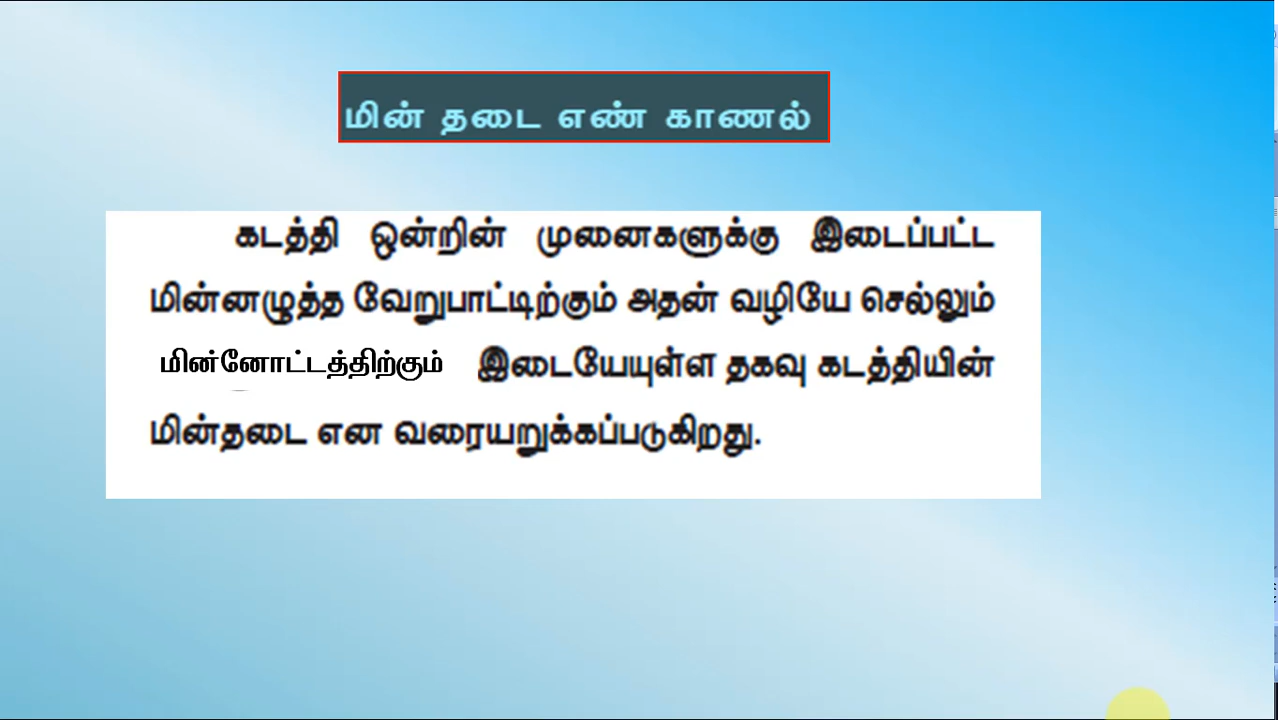 மின் தடை எண் காணல்
கடத்தி ஒன்றின் முனைகளுக்கு இடைப்பட்ட
மின்னழுத்த வேறுபாட்டிற்கும் அதன் வழியே செல்லும்
மின்னோட்டத்திற்கும் இடையேயுள்ள தகவு கடத்தியின்
மின்தடை என வரையறுக்கப்படுகிறது.